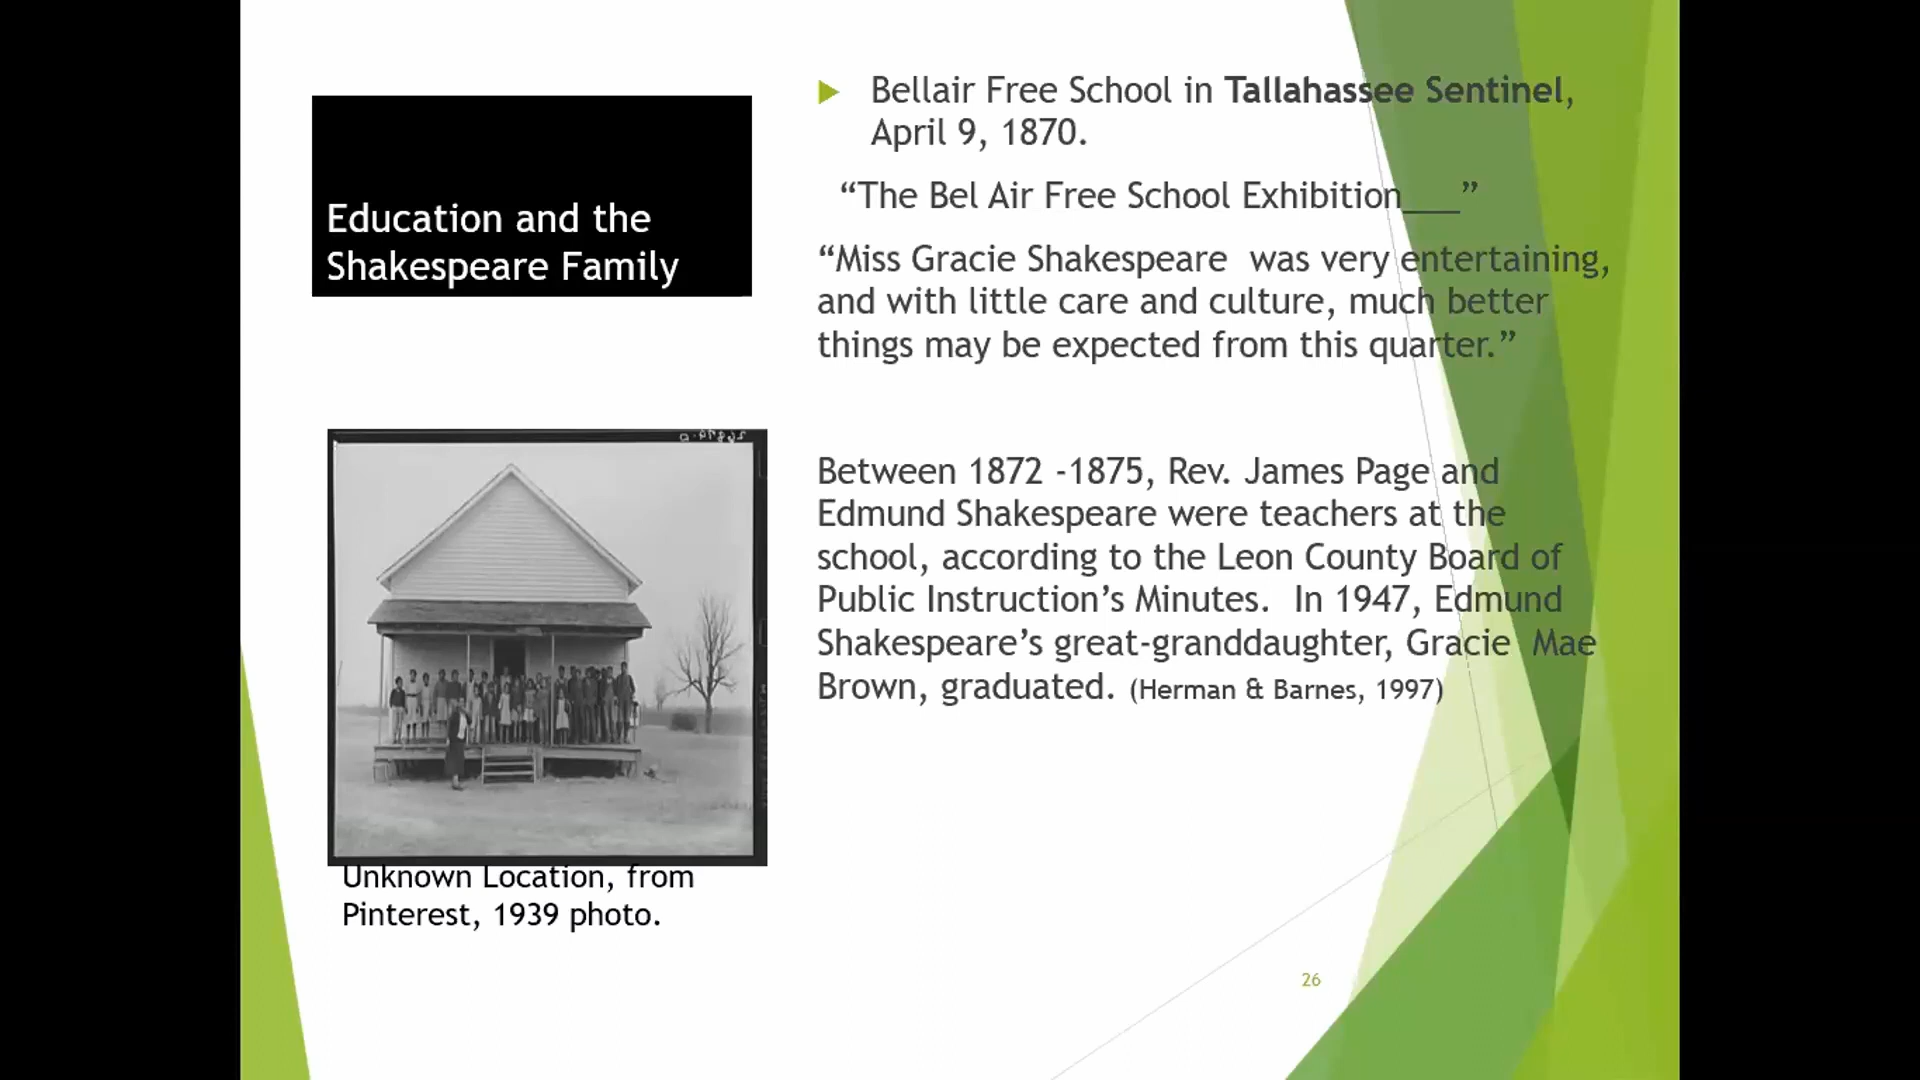 Education and the
Shakespeare Family
Bellair Free School in Tallahassee Sentinel,
April 9, 1870.
“The Bel Air Free School Exhibition___”
“Miss Gracie Shakespeare  was very entertaining,
and with little care and culture, much better
things may be expected from this quarter.”
Between 1872 -1875, Rev. James Page and
Edmund Shakespeare were teachers at the
school, according to the Leon County Board of
Public Instruction’s Minutes.  In 1947, Edmund
Shakespeare’s great-granddaughter, Gracie  Mae
Brown, graduated. (Herman & Barnes, 1997)
Unknown Location, from
Pinterest, 1939 photo.
26